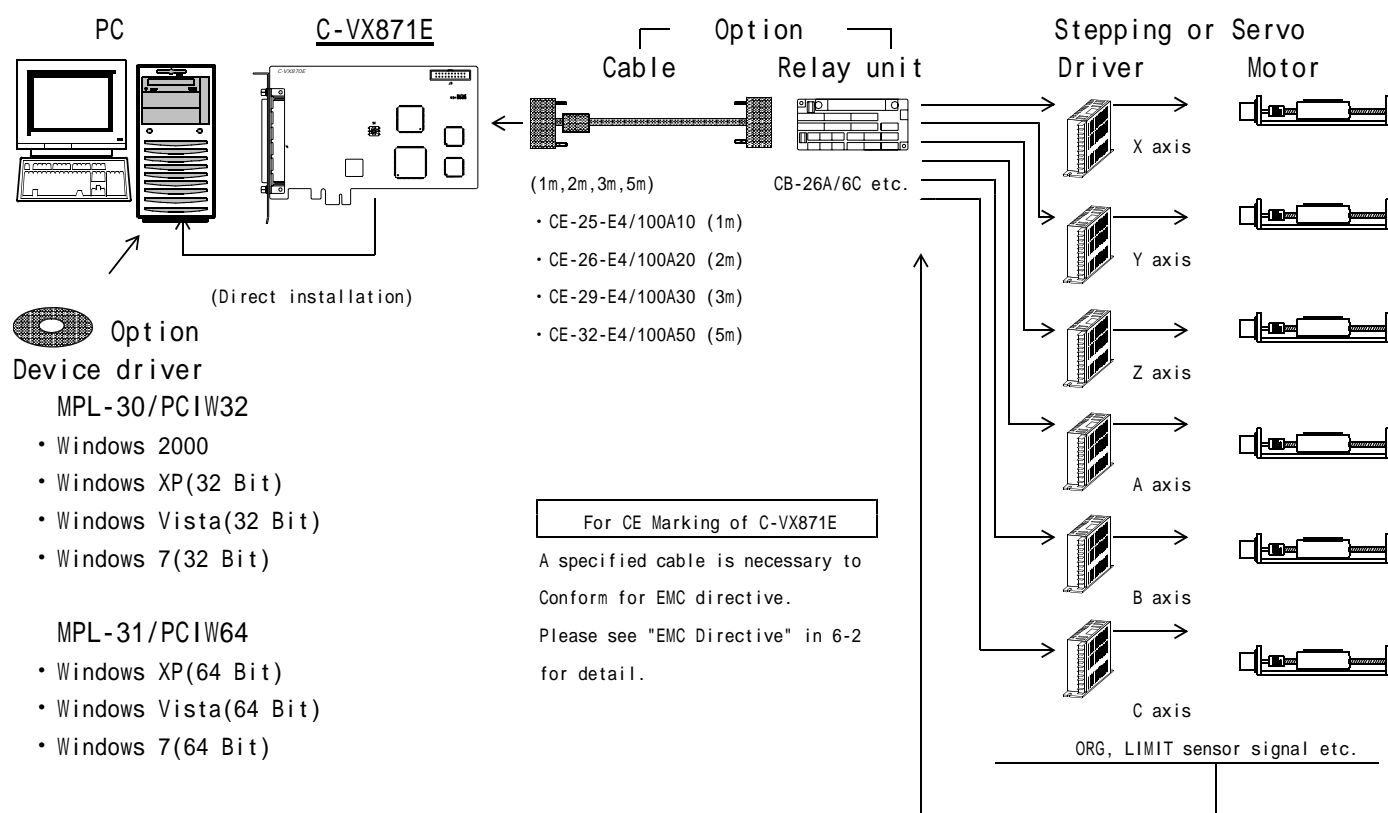 PC
C-VX871E
Option
Stepping or Servo
Cable
Relay unit
Driver
Motor
C-VX870E
X axis
(1m,2m,3m,5m)
CB-26A/6C etc.
・CE-25-E4/100A10 (1m)
・CE-26-E4/100A20 (2m)
・CE-29-E4/100A30 (3m)
・CE-32-E4/100A50 (5m)
Y axis
(Direct installation)
Option
Device driver
MPL-30/PCIW32
・Windows 2000
・Windows XP(32 Bit)
・Windows Vista(32 Bit)
・Windows 7(32 Bit)
MPL-31/PCIW64
・Windows XP(64 Bit)
・Windows Vista(64 Bit)
・Windows 7(64 Bit)
Z axis
A axis
For CE Marking of C-VX871E
A specified cable is necessary to
Conform for EMC directive.
Please see "EMC Directive" in 6-2
for detail.
B axis
C axis
ORG, LIMIT sensor signal etc.